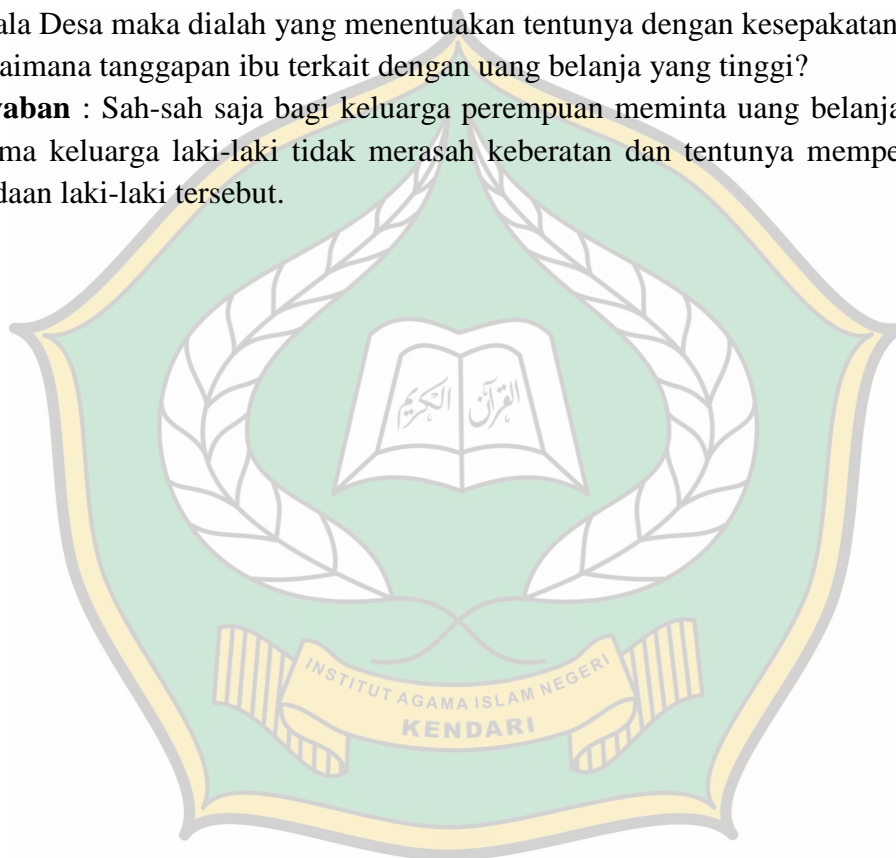 ala Desa maka dialah yang menentuakan tentunya dengan kesepakatan
aimana tanggapan ibu terkait dengan uang belanja yang tinggi?
aban : Sah-sah saja bagi keluarga perempuan meminta uang belanja
ma keluarga laki-laki tidak merasah keberatan dan tentunya mempe
daan laki-laki tersebut.
القرآن الكريم
INSTITUT AGAMA ISLAM NEGERI
KENDARI